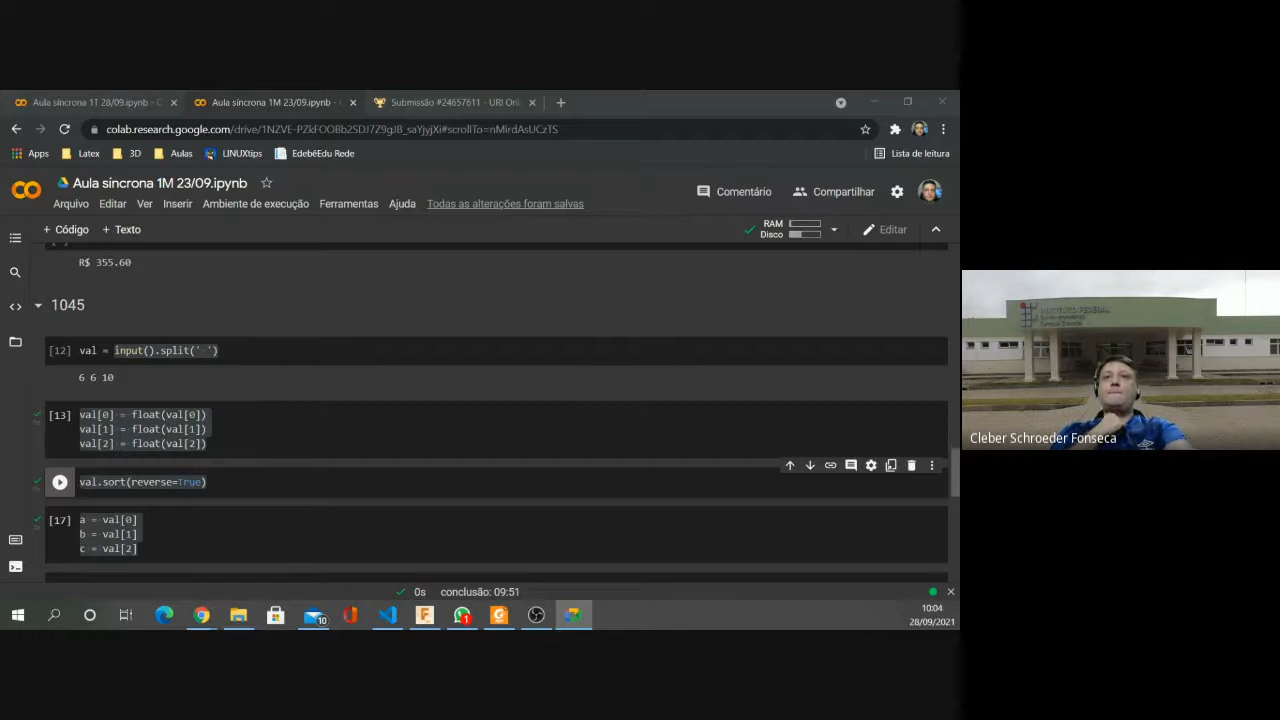 Aula síncrona 1T 28/09.ipynb - C
Aula síncrona 1M 23/09.ipynb - C
Submissão #24657611 - URI Onl
colab.research.google.com/drive/1NZVE-PZkFOOBb2SDJ7Z9gJB_saYjyjXi#scrollTo=nMirdAsUCzTS
Apps Latex 3D Aulas LINUXtips EdebêEdu Rede Lista de leitura
Aula síncrona 1M 23/09.ipynb
Comentário Compartilhar
Arquivo Editar Ver Inserir Ambiente de execução Ferramentas Ajuda Todas as alterações foram salvas
+ Código + Texto
RAM
Disco
Editar
R$ 355.60
1045
[12] val = input().split(' ')
6 6 10
[13] val[0] = float(val[0])
val[1] = float(val[1])
val[2] = float(val[2])
val.sort(reverse=True)
[17] a = val[0]
b = val[1]
c = val[2]
0s conclusão: 09:51
10
1
10:04
28/09/2021
INSTITUTO FEDERAL
Cleber Schroeder Fonseca